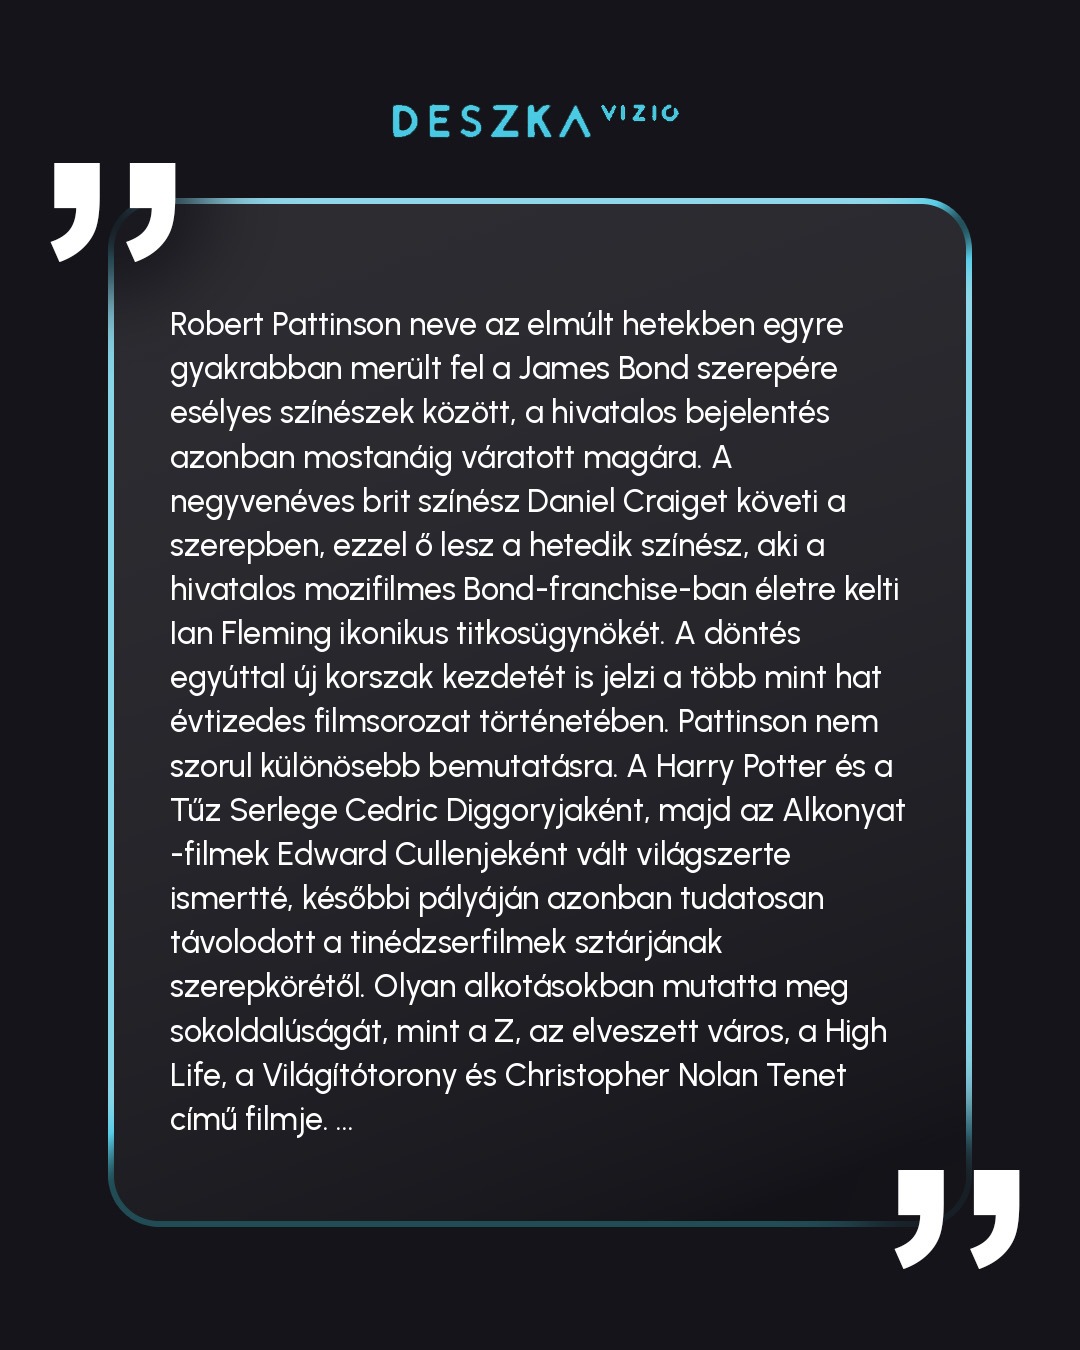 DESZKA VIZIO
”
Robert Pattinson neve az elmúlt hetekben egyre
gyakrabban merült fel a James Bond szerepére
esélyes színészek között, a hivatalos bejelentés
azonban mostanáig váratott magára. A
negyvenéves brit színész Daniel Craiget követi a
szerepben, ezzel ő lesz a hetedik színész, aki a
hivatalos mozifilmes Bond-franchise-ban életre kelti
Ian Fleming ikonikus titkosügynökét. A döntés
egyúttal új korszak kezdetét is jelzi a több mint hat
évtizedes filmsorozat történetében. Pattinson nem
szorul különösebb bemutatásra. A Harry Potter és a
Tűz Serlege Cedric Diggoryjaként, majd az Alkonyat
-filmek Edward Cullenjeként vált világszerte
ismertté, későbbi pályáján azonban tudatosan
távolodott a tinédzserfilmek sztárjának
szerepkörétől. Olyan alkotásokban mutatta meg
sokoldalúságát, mint a Z, az elveszett város, a High
Life, a Világítótorony és Christopher Nolan Tenet
című filmje. ...
”